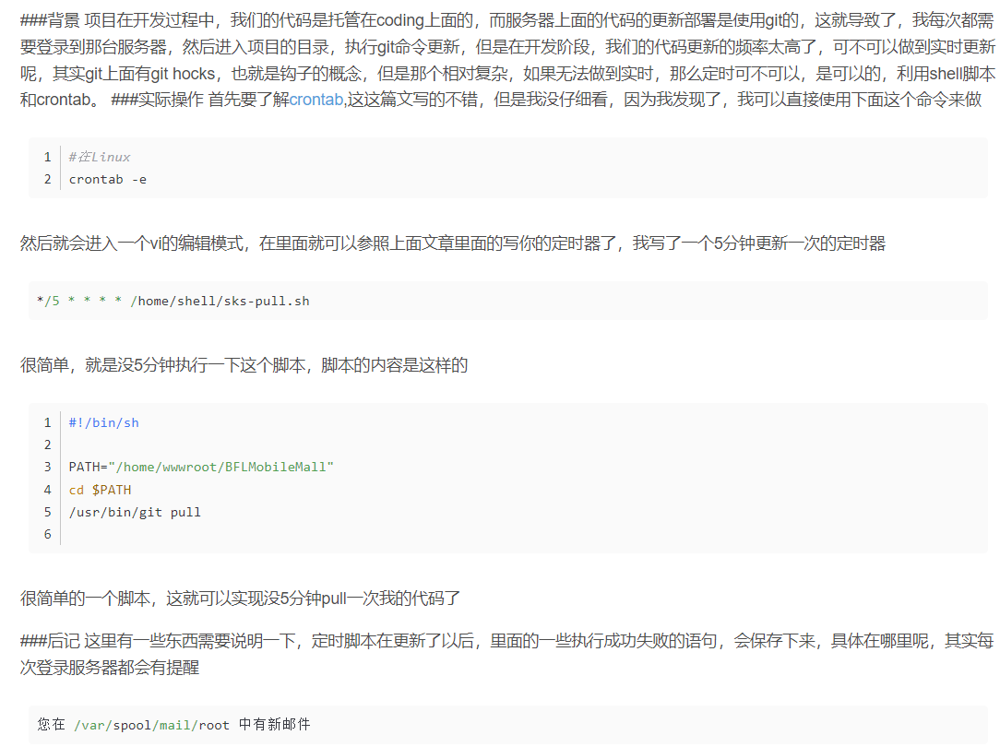 ###背景 项目在开发过程中，我们的代码是托管在coding上面的，而服务器上面的代码的更新部署是使用git的，这就导致了，我每次都需
要登录到那台服务器，然后进入项目的目录，执行git命令更新，但是在开发阶段，我们的代码更新的频率太高了，可不可以做到实时更新
呢，其实git上面有git hocks，也就是钩子的概念，但是那个相对复杂，如果无法做到实时，那么定时可不可以，是可以的，利用shell脚本
和crontab。 ###实际操作 首先要了解crontab,这这篇文写的不错，但是我没仔细看，因为我发现了，我可以直接使用下面这个命令来做
1 #在Linux
2 crontab -e
然后就会进入一个vi的编辑模式，在里面就可以参照上面文章里面的写你的定时器了，我写了一个5分钟更新一次的定时器
*/5 * * * * /home/shell/sks-pull.sh
很简单，就是没5分钟执行一下这个脚本，脚本的内容是这样的
1 #!/bin/sh
2
3 PATH="/home/wwwroot/BFLMobileMall"
4 cd $PATH
5 /usr/bin/git pull
6
很简单的一个脚本，这就可以实现没5分钟pull一次我的代码了
###后记 这里有一些东西需要说明一下，定时脚本在更新了以后，里面的一些执行成功失败的语句，会保存下来，具体在哪里呢，其实每
次登录服务器都会有提醒
您在 /var/spool/mail/root 中有新邮件